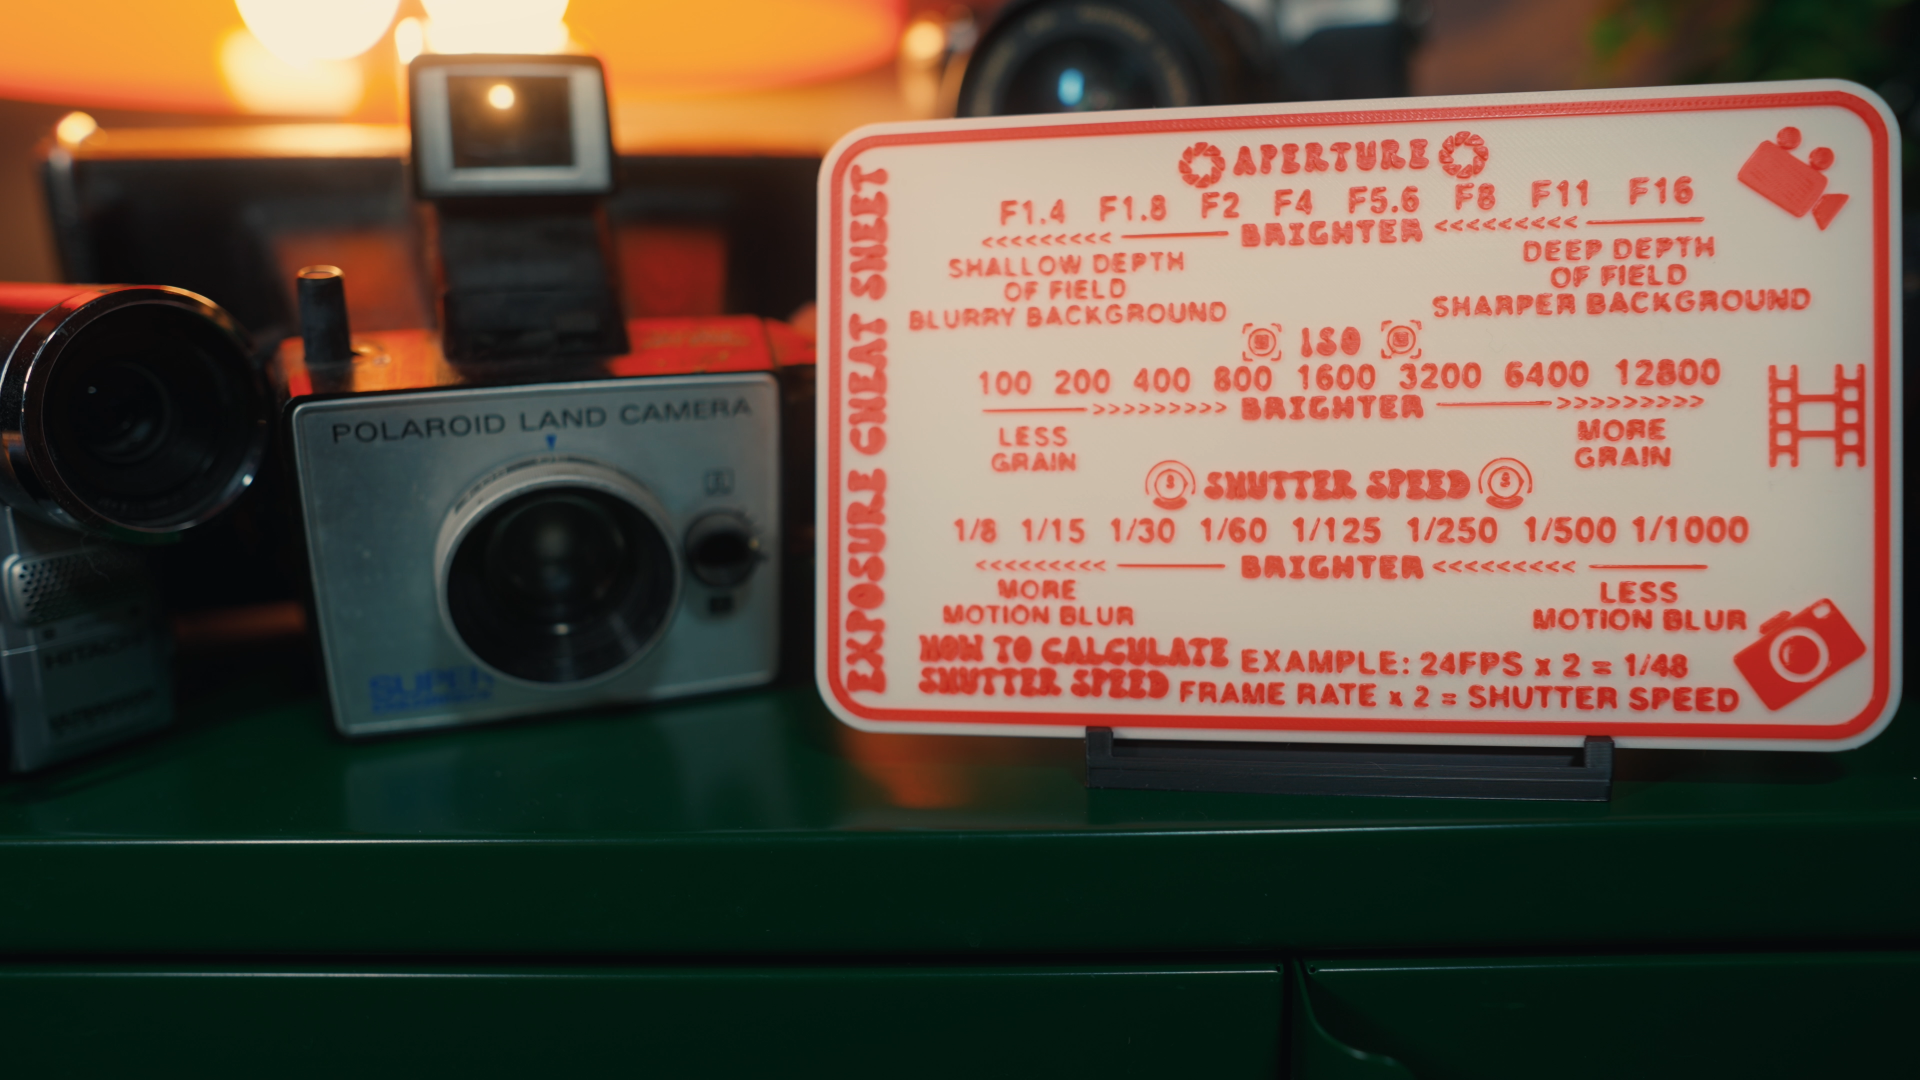 POLAROID LAND CAMERA
SUPER
HITACHI
EXPOSURE CHEAT SHEET
APERTURE
F1.4 F1.8 F2 F4 F5.6 F8 F11 F16
<<<<<<<<< BRIGHTER <<<<<<<<<
SHALLOW DEPTH
OF FIELD
BLURRY BACKGROUND
DEEP DEPTH
OF FIELD
SHARPER BACKGROUND
ISO
100 200 400 800 1600 3200 6400 12800
>>>>>>>>> BRIGHTER >>>>>>>>>
LESS
GRAIN
MORE
GRAIN
S SHUTTER SPEED S
1/8 1/15 1/30 1/60 1/125 1/250 1/500 1/1000
<<<<<<<<< BRIGHTER <<<<<<<<<
MORE
MOTION BLUR
LESS
MOTION BLUR
HOW TO CALCULATE
SHUTTER SPEED
EXAMPLE: 24FPS x 2 = 1/48
FRAME RATE x 2 = SHUTTER SPEED